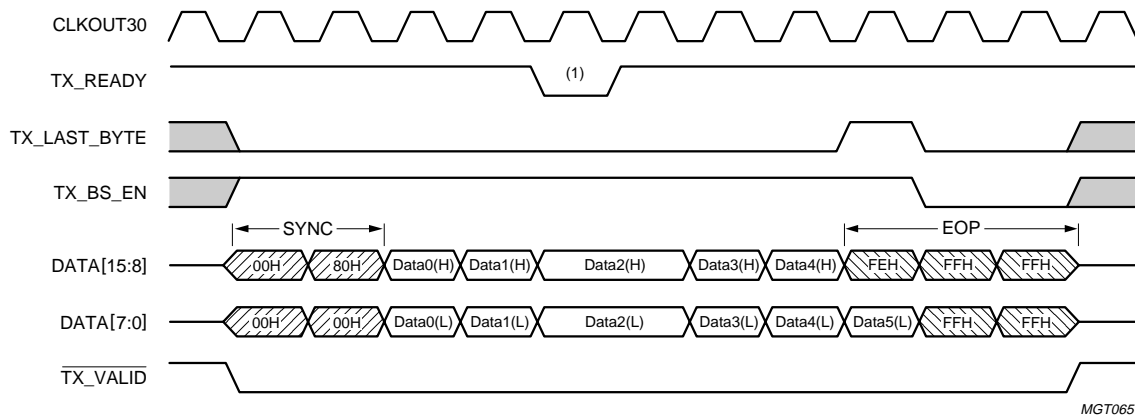 CLKOUT30
TX_READY
(1)
TX_LAST_BYTE
TX_BS_EN
SYNC
EOP
DATA[15:8]
00H 80H Data0(H) Data1(H) Data2(H) Data3(H) Data4(H) FEH FFH FFH
DATA[7:0]
00H 00H Data0(L) Data1(L) Data2(L) Data3(L) Data4(L) Data5(L) FFH FFH
TX_VALID
MGT065